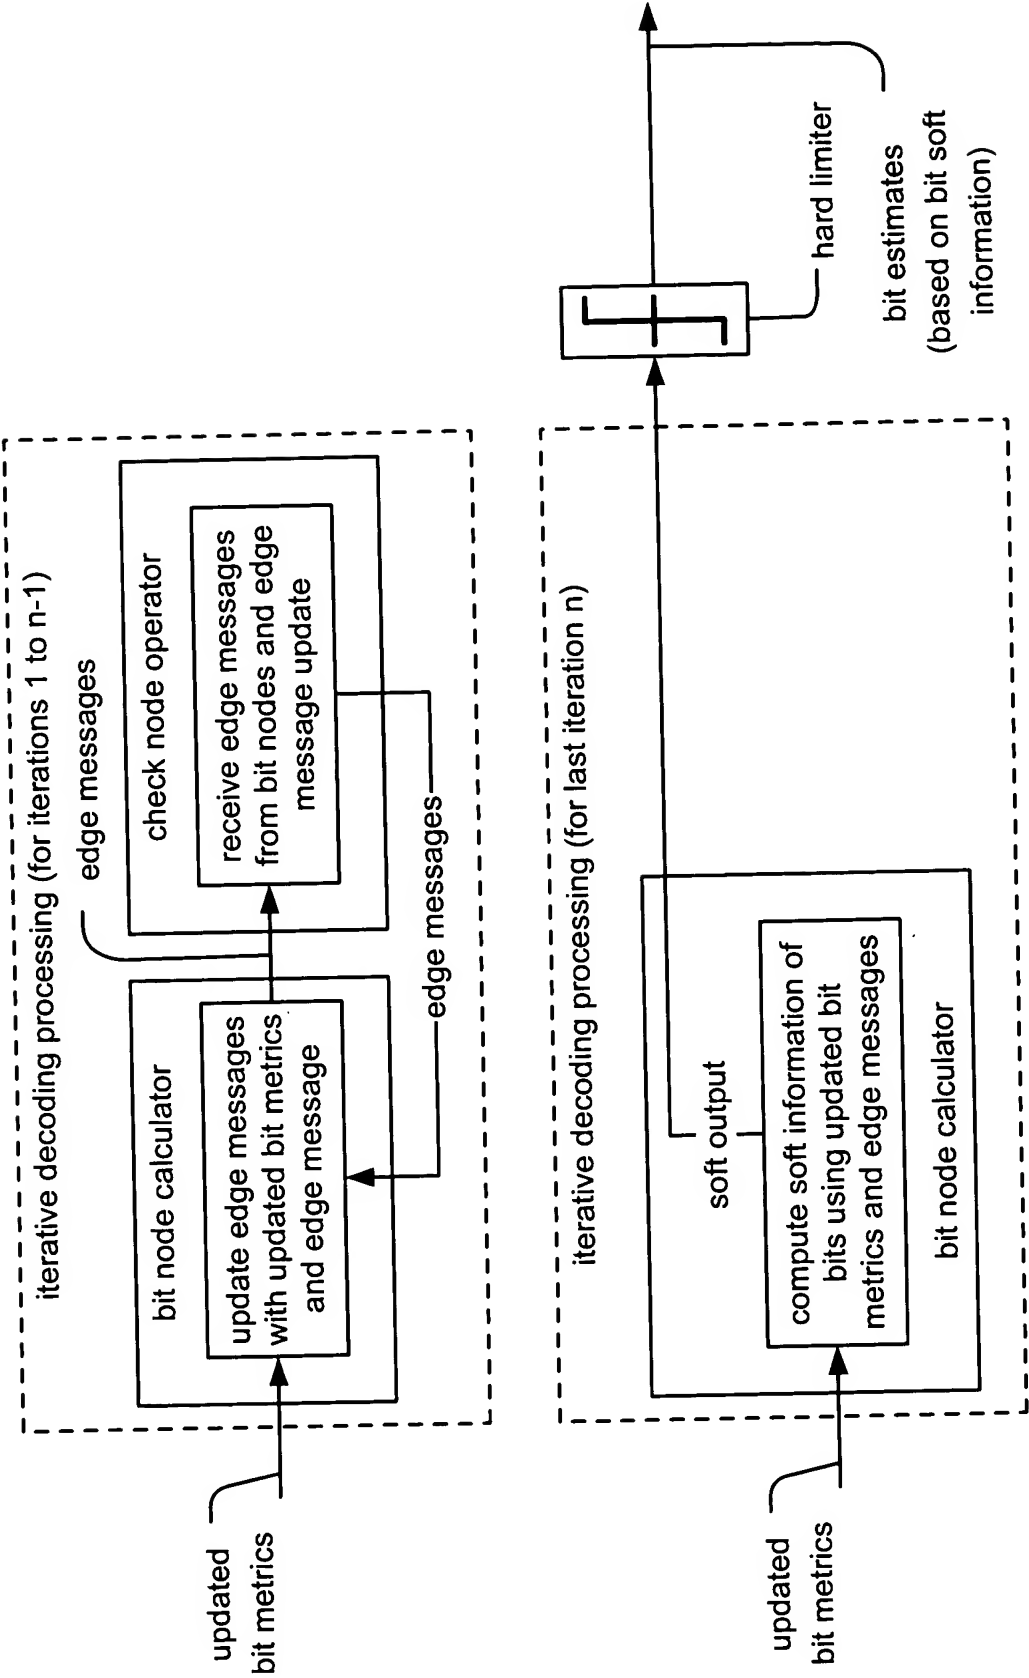 iterative decoding processing (for iterations 1 to n-1)
edge messages
bit node calculator
check node operator
update edge messages
with updated bit metrics
and edge message
receive edge messages
from bit nodes and edge
message update
edge messages
updated
bit metrics
iterative decoding processing (for last iteration n)
soft output
compute soft information of
bits using updated bit
metrics and edge messages
bit node calculator
updated
bit metrics
hard limiter
bit estimates
(based on bit soft
information)